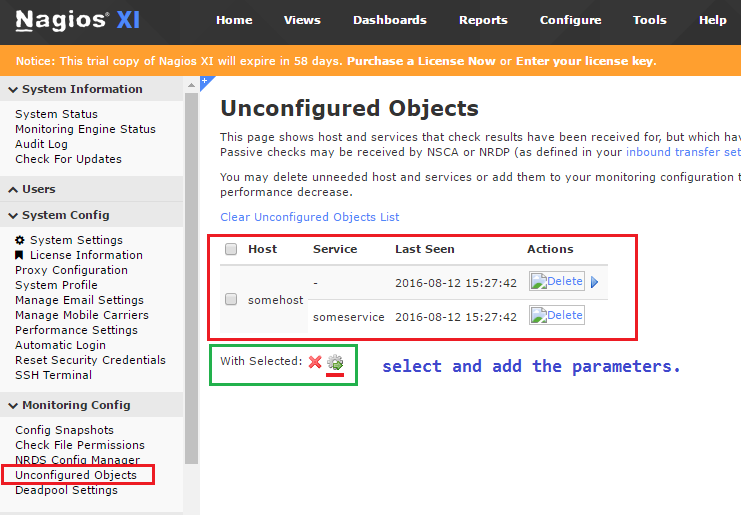 Nagios® XI
Home Views Dashboards Reports Configure Tools Help
Notice: This trial copy of Nagios XI will expire in 58 days. Purchase a License Now or Enter your license key.
System Information
System Status
Monitoring Engine Status
Audit Log
Check For Updates
Users
System Config
System Settings
License Information
Proxy Configuration
System Profile
Manage Email Settings
Manage Mobile Carriers
Performance Settings
Automatic Login
Reset Security Credentials
SSH Terminal
Monitoring Config
Config Snapshots
Check File Permissions
NRDS Config Manager
Unconfigured Objects
Deadpool Settings
Unconfigured Objects
This page shows host and services that check results have been received for, but which hav
Passive checks may be received by NSCA or NRDP (as defined in your inbound transfer set
You may delete unneeded host and services or add them to your monitoring configuration t
performance decrease.
Clear Unconfigured Objects List
Host Service Last Seen Actions
somehost - 2016-08-12 15:27:42 Delete
someservice 2016-08-12 15:27:42 Delete
With Selected:
select and add the parameters.